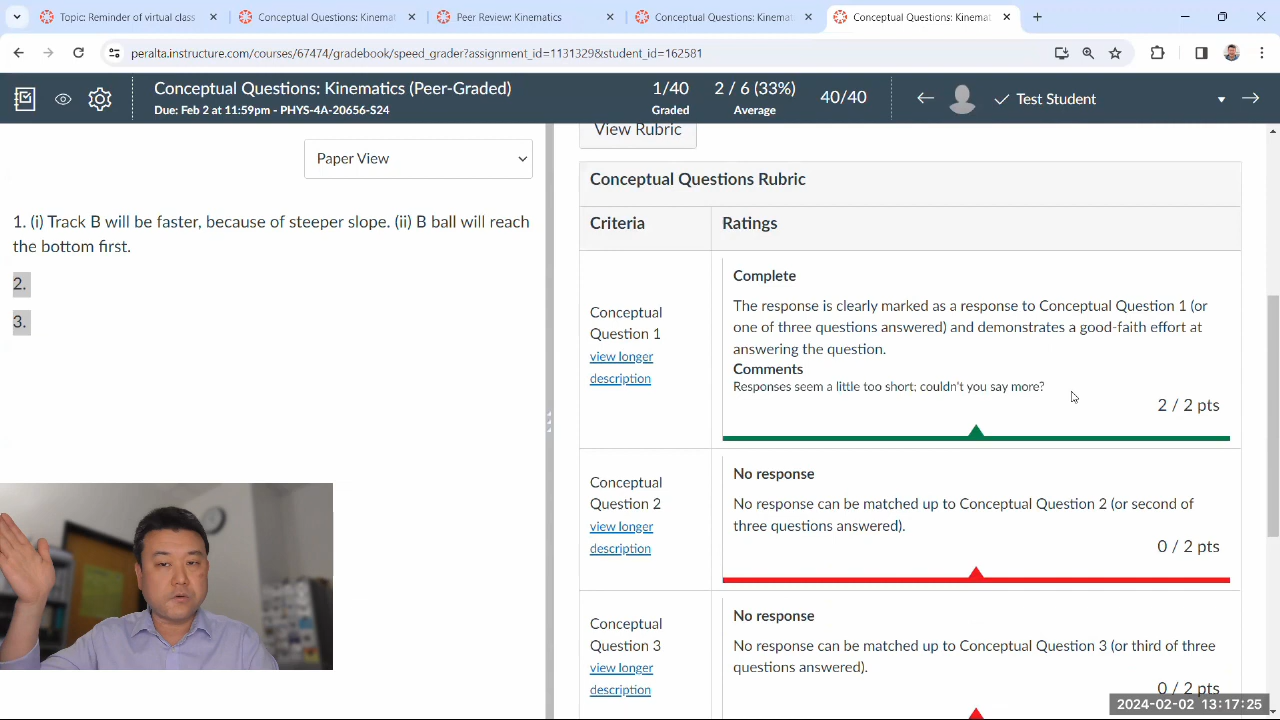 Topic: Reminder of virtual class
Conceptual Questions: Kinemat
Peer Review: Kinematics
Conceptual Questions: Kinemat
Conceptual Questions: Kinemat
peralta.instructure.com/courses/67474/gradebook/speed_grader?assignment_id=1131329&student_id=162581
Conceptual Questions: Kinematics (Peer-Graded)
Due: Feb 2 at 11:59pm - PHYS-4A-20656-S24
1/40
Graded
2 / 6 (33%)
Average
40/40
Test Student
Paper View
1. (i) Track B will be faster, because of steeper slope. (ii) B ball will reach
the bottom first.
2.
3.
View Rubric
Conceptual Questions Rubric
Criteria
Ratings
Conceptual
Question 1
view longer
description
Complete
The response is clearly marked as a response to Conceptual Question 1 (or
one of three questions answered) and demonstrates a good-faith effort at
answering the question.
Comments
Responses seem a little too short; couldn't you say more?
2 / 2 pts
Conceptual
Question 2
view longer
description
No response
No response can be matched up to Conceptual Question 2 (or second of
three questions answered).
0 / 2 pts
Conceptual
Question 3
view longer
description
No response
No response can be matched up to Conceptual Question 3 (or third of three
questions answered).
0 / 2 pts
2024-02-02 13:17:25